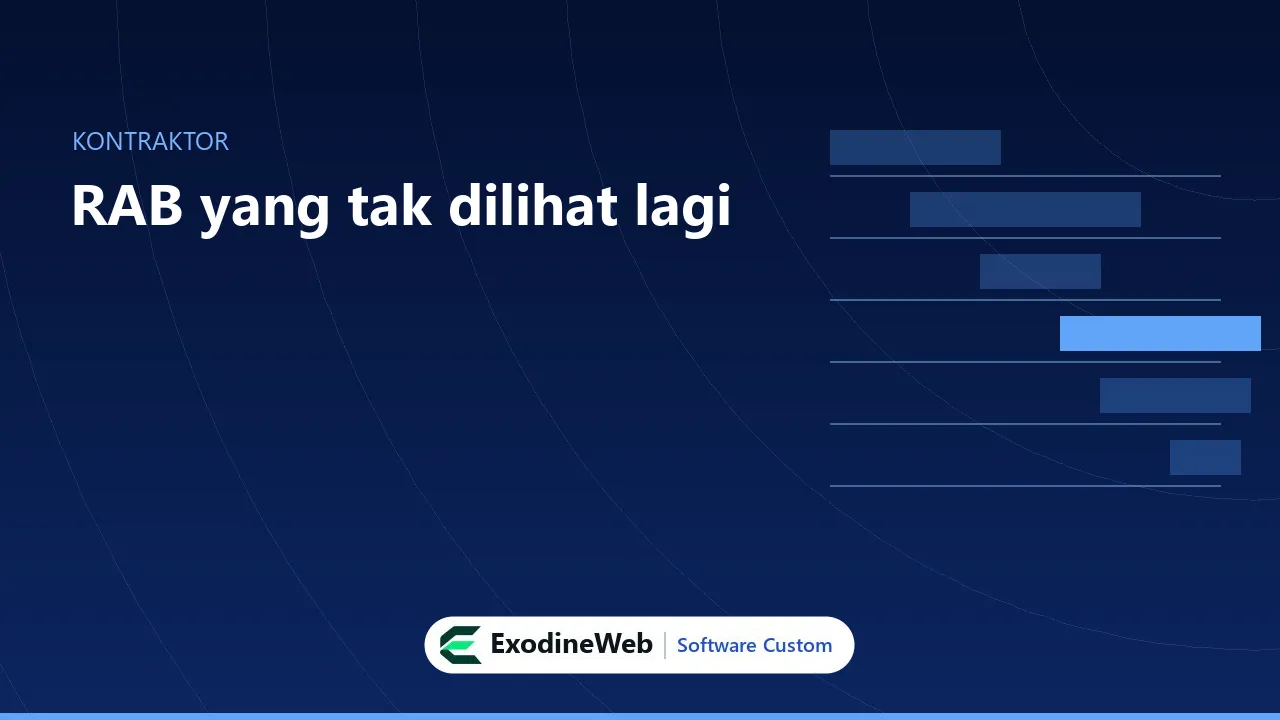 KONTRAKTOR
RAB yang tak dilihat lagi
ExodineWeb | Software Custom